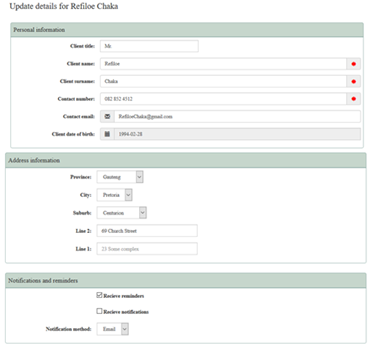 Update details for Refiloe Chaka
Personal information
Client title: Mr.
Client name: Refiloe
Client surname: Chaka
Contact number: 082 852 4512
Contact email: RefiloeChaka@gmail.com
Client date of birth: 1994-02-28
Address information
Province: Gauteng
City: Pretoria
Suburb: Centurion
Line 2: 69 Church Street
Line 1: 23 Some complex
Notifications and reminders
Recieve reminders
Recieve notifications
Notification method: Email